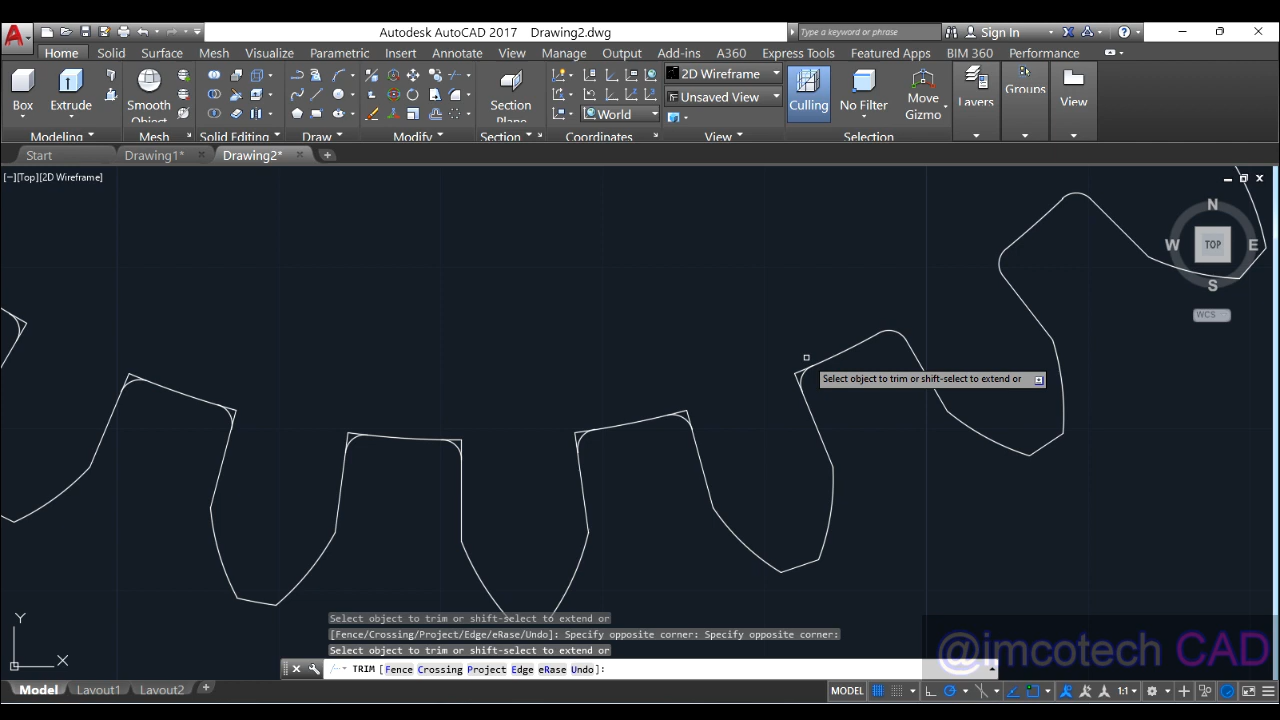 Autodesk AutoCAD 2017 Drawing2.dwg
Type a keyword or phrase
Sign In
Home Solid Surface Mesh Visualize Parametric Insert Annotate View Manage Output Add-ins A360 Express Tools Featured Apps BIM 360 Performance
Box Extrude Smooth Object Section Plane
2D Wireframe
Unsaved View
World
Culling No Filter Move Gizmo Layers Groups View
Modeling Mesh Solid Editing Draw Modify Section Coordinates View Selection
Start Drawing1* Drawing2*
[−][Top][2D Wireframe]
N
W TOP E
S
WCS
Select object to trim or shift-select to extend or
Select object to trim or shift-select to extend or
[Fence/Crossing/Project/Edge/eRase/Undo]: Specify opposite corner: Specify opposite corner:
Select object to trim or shift-select to extend or
Y
X
TRIM [Fence Crossing Project Edge eRase Undo]:
@imcotech CAD
Model Layout1 Layout2
MODEL 1:1